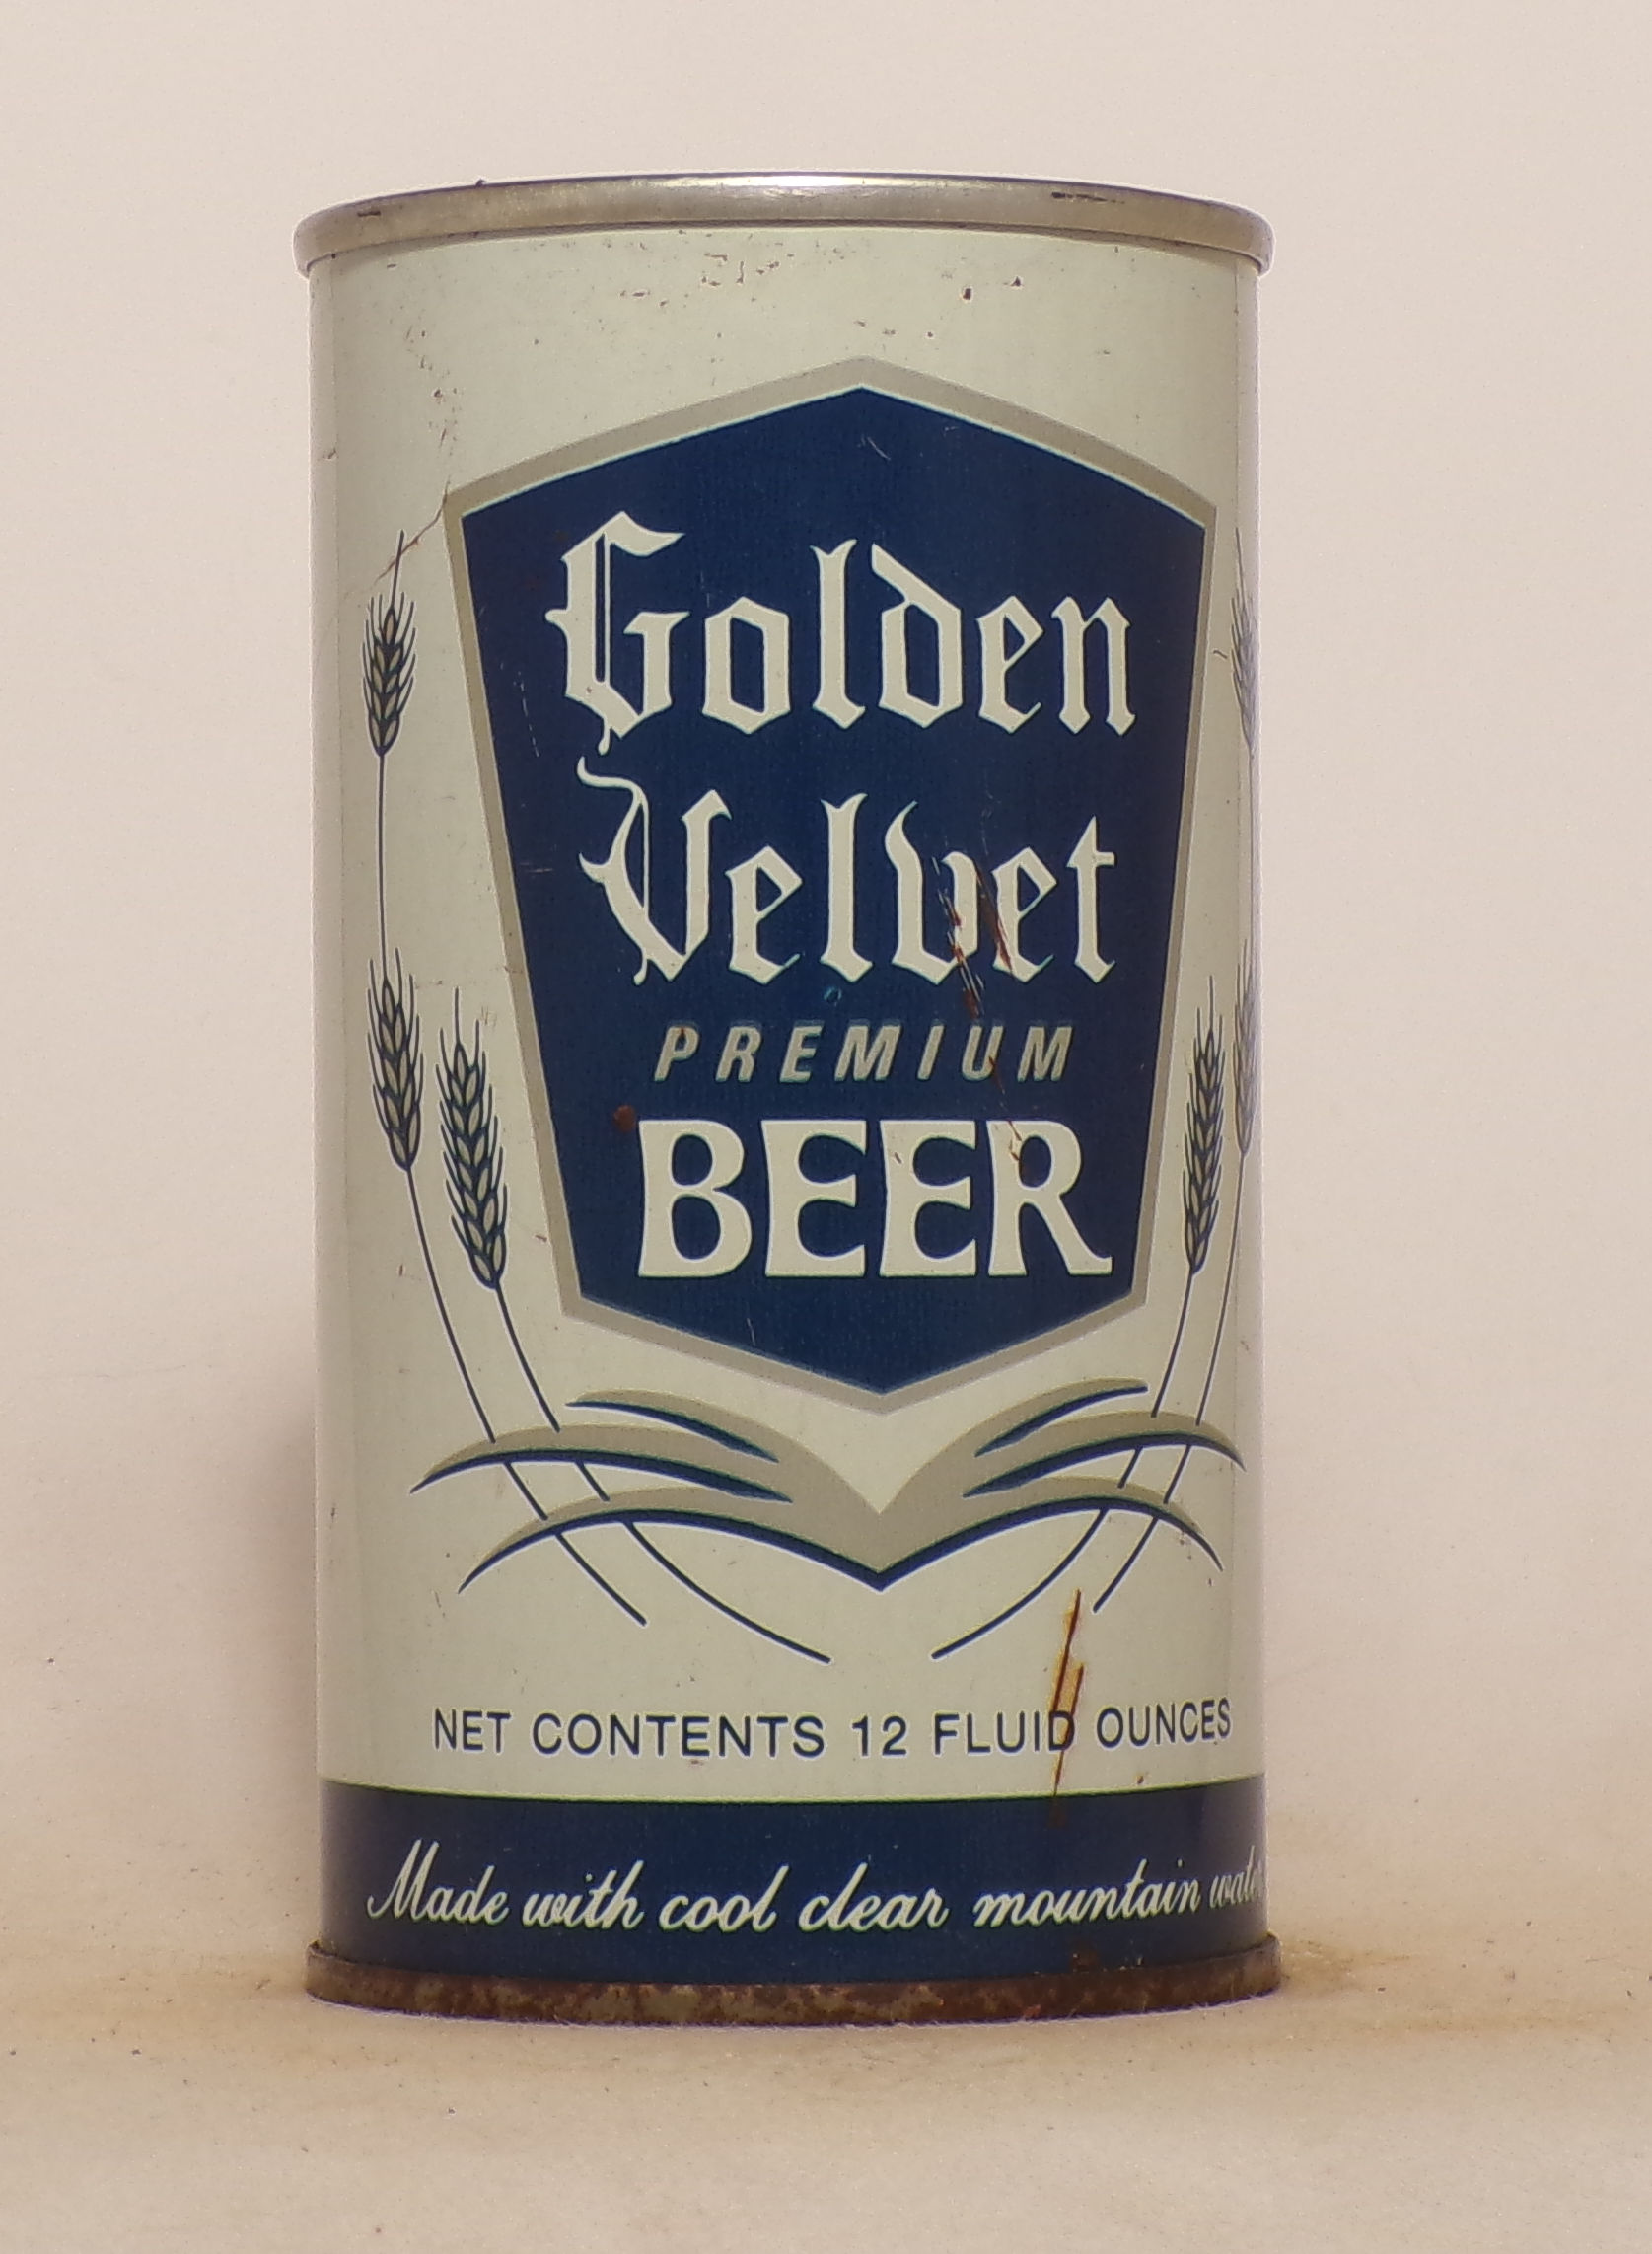 Golden
Velvet
PREMIUM
BEER
NET CONTENTS 12 FLUID OUNCES
Made with cool clear mountain